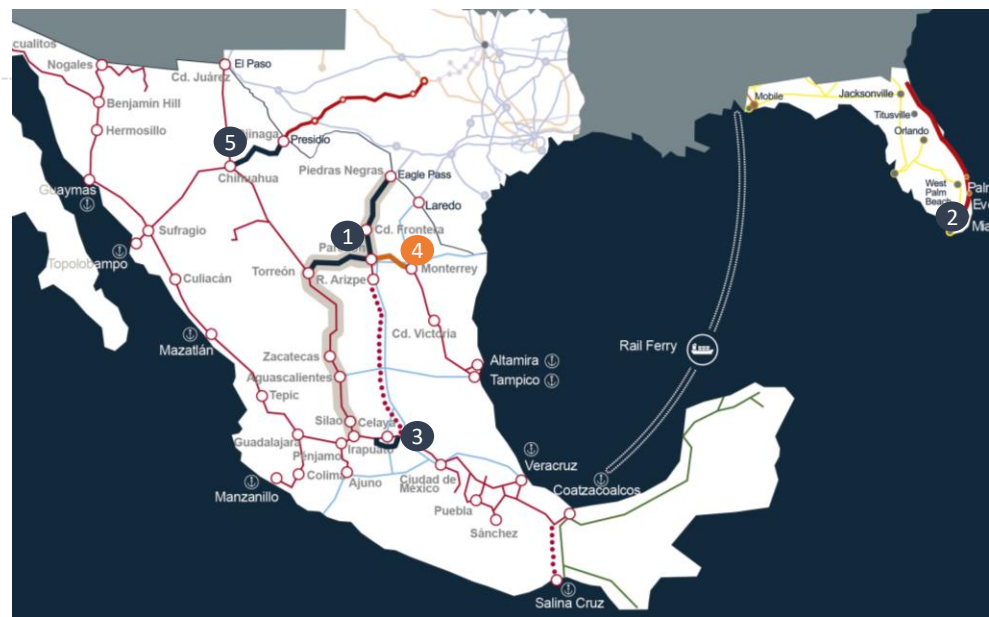 cualitos
Nogales
Cd. Juárez
El Paso
Benjamin Hill
Hermosillo
5
Presidio
Chihuahua
Piedras Negras
Eagle Pass
Guaymas
Laredo
Sufragio
1
Cd. Frontera
4
Topolobampo
Torreón
R. Arizpe
Monterrey
Culiacán
Mazatlán
Cd. Victoria
Zacatecas
Altamira
Aguascalientes
Tampico
Tepic
Silao
Celaya
3
Guadalajara
Irapuato
Pénjamo
Colima
Ajuno
Ciudad de
México
Manzanillo
Veracruz
Coatzacoalcos
Puebla
Sánchez
Salina Cruz
Rail Ferry
Mobile
Jacksonville
Titusville
Orlando
West
Palm
Beach
Palm
Eve
2
Mia